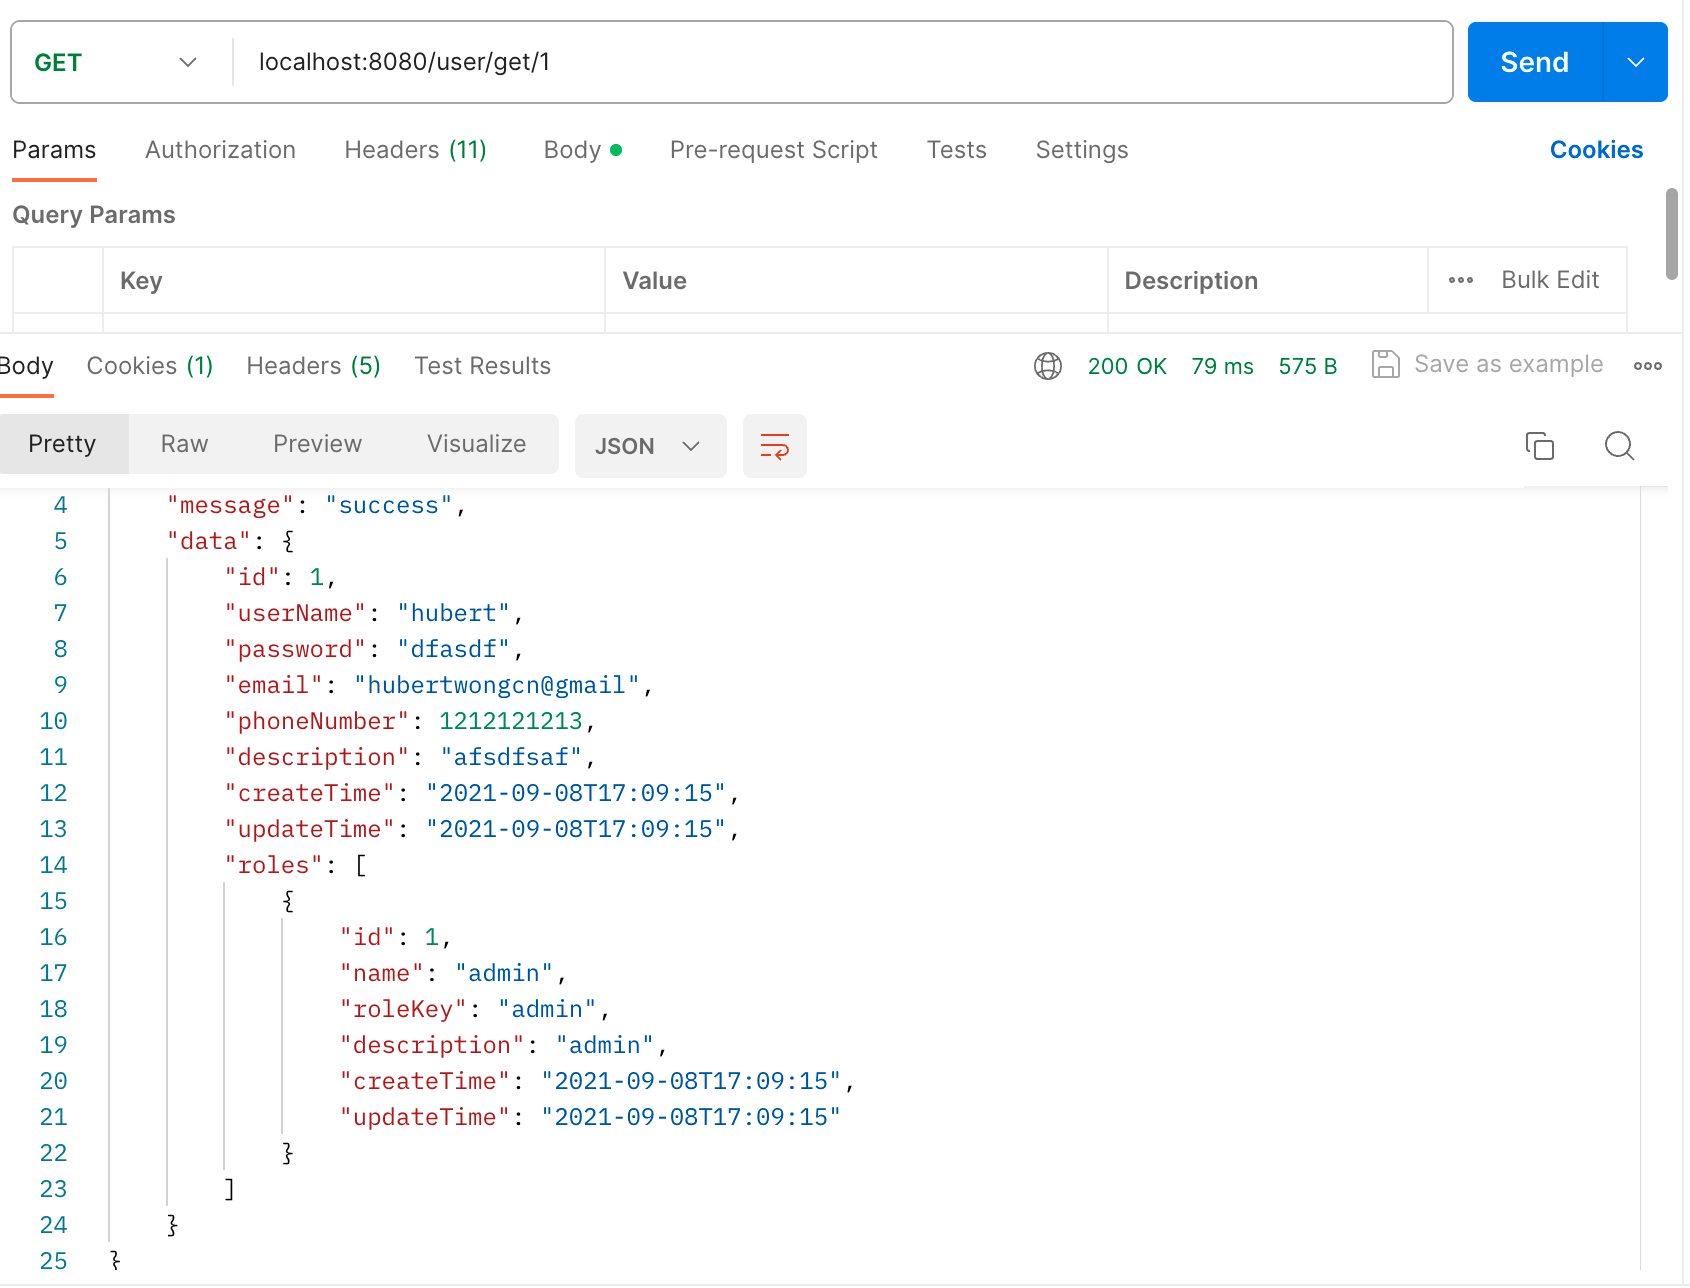 GET localhost:8080/user/get/1 Send
Params Authorization Headers (11) Body Pre-request Script Tests Settings Cookies
Query Params
Key Value Description Bulk Edit
Body Cookies (1) Headers (5) Test Results 200 OK 79 ms 575 B Save as example
Pretty Raw Preview Visualize JSON
4 "message": "success",
5 "data": {
6 "id": 1,
7 "userName": "hubert",
8 "password": "dfasdf",
9 "email": "hubertwongcn@gmail",
10 "phoneNumber": 1212121213,
11 "description": "afsdfsaf",
12 "createTime": "2021-09-08T17:09:15",
13 "updateTime": "2021-09-08T17:09:15",
14 "roles": [
15 {
16 "id": 1,
17 "name": "admin",
18 "roleKey": "admin",
19 "description": "admin",
20 "createTime": "2021-09-08T17:09:15",
21 "updateTime": "2021-09-08T17:09:15"
22 }
23 ]
24 }
25 }